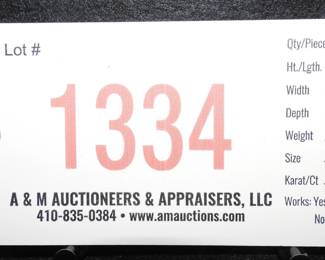 Lot #
1334
A & M AUCTIONEERS & APPRAISERS, LLC
410-835-0384 • www.amauctions.com
Qty/Piece
Ht./Lgth.
Width
Depth
Weight
Size
Karat/Ct
Works: Yes
No